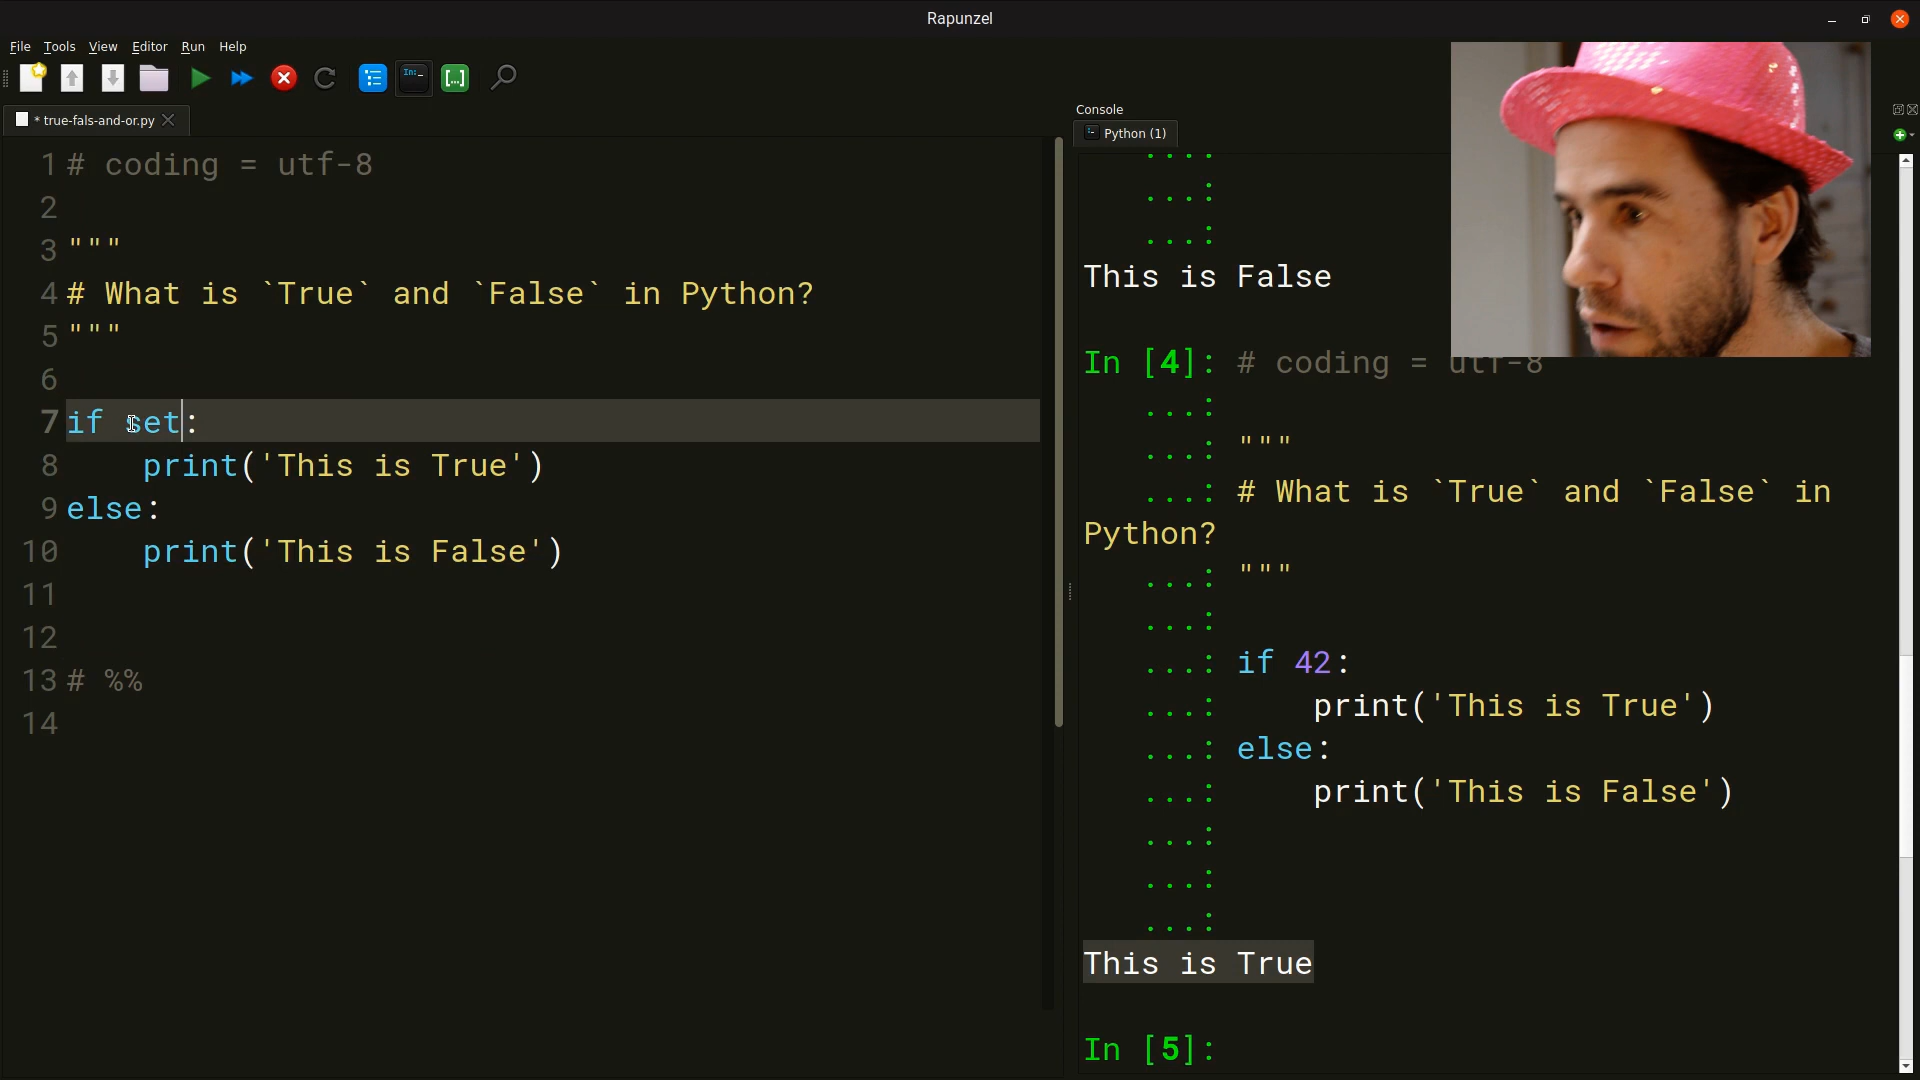 Rapunzel
File Tools View Editor Run Help
In:
[...]
* true-fals-and-or.py
1 # coding = utf-8
2
3 """
4 # What is `True` and `False` in Python?
5 """
6
7 if set:
8 print('This is True')
9 else:
10 print('This is False')
11
12
13 # %%
14
Console
Python (1)
...:
...:
...:
This is False
In [4]: # coding = utf-8
...:
...: """
...: # What is `True` and `False` in
Python?
...: """
...:
...: if 42:
...: print('This is True')
...: else:
...: print('This is False')
...:
...:
...:
This is True
In [5]: